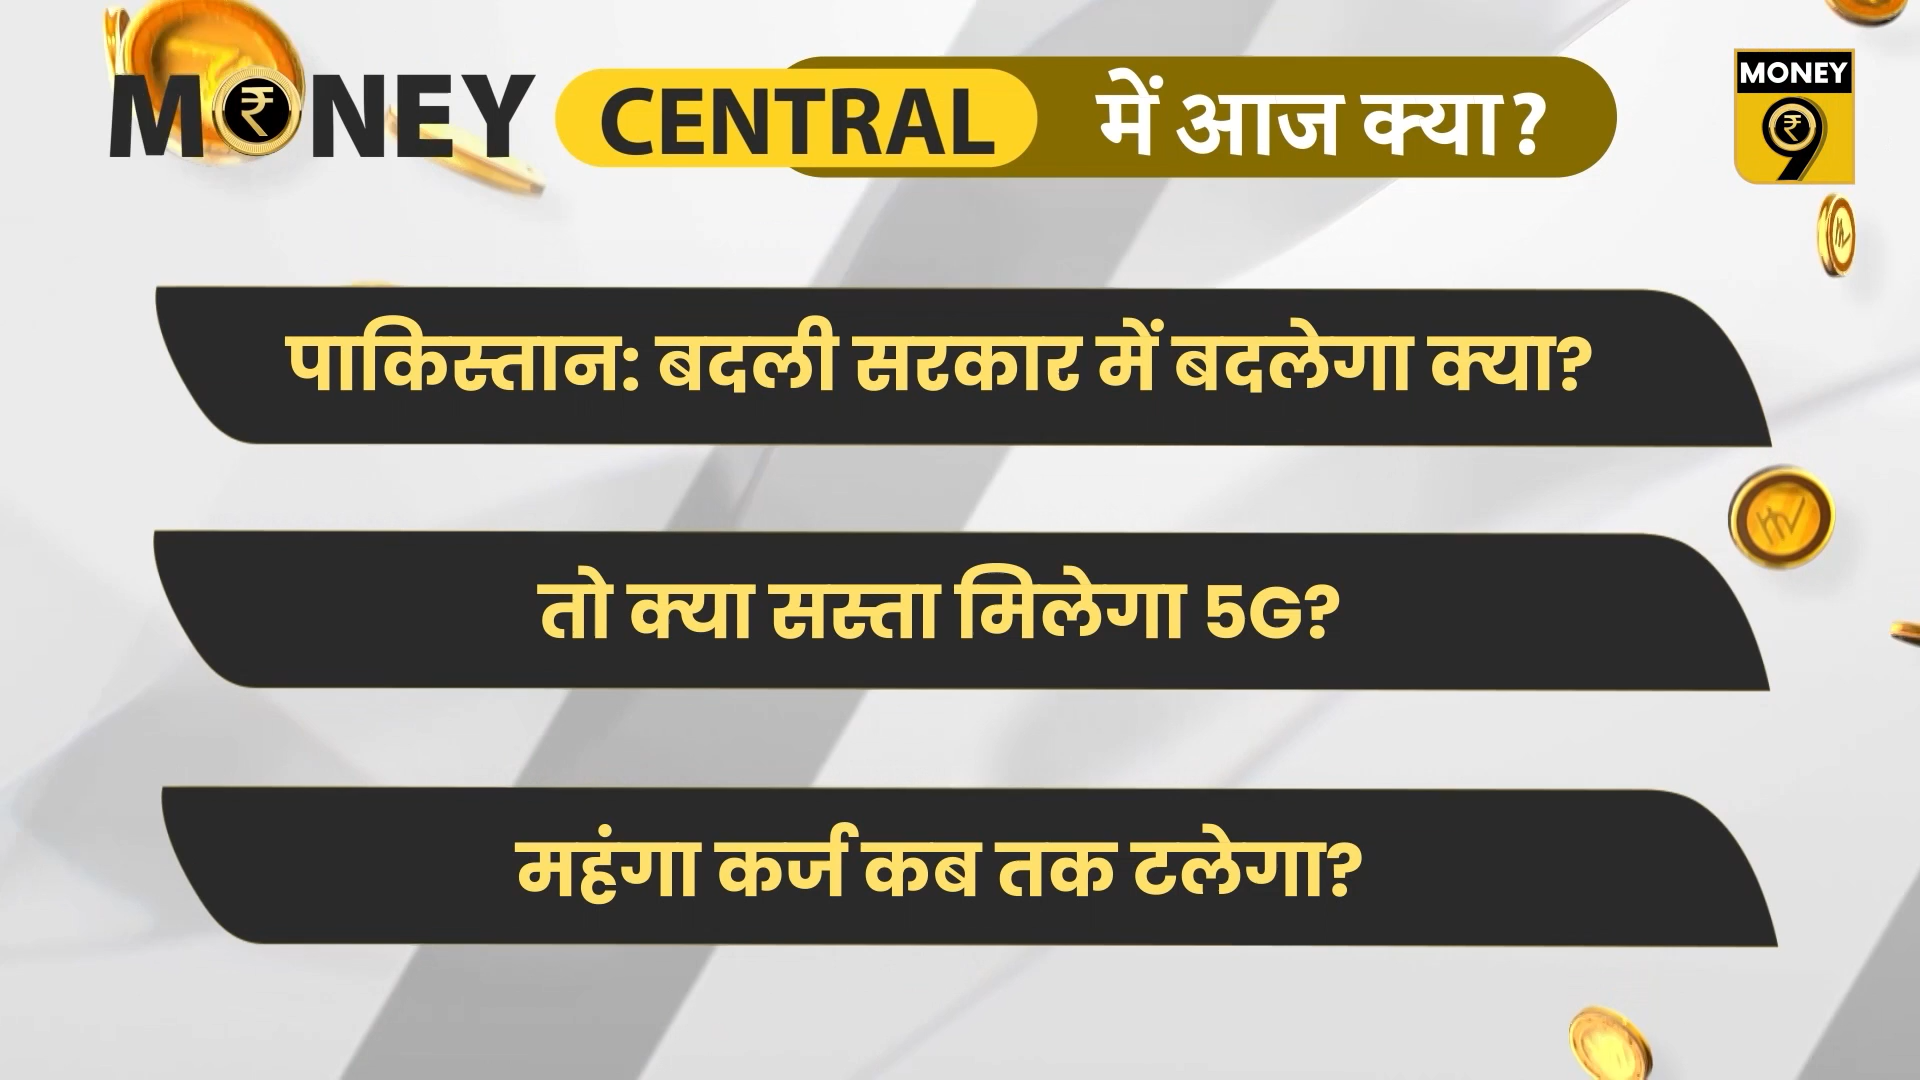 MONEY CENTRAL में आज क्या?
MONEY
9
पाकिस्तान: बदली सरकार में बदलेगा क्या?
तो क्या सस्ता मिलेगा 5G?
महंगा कर्ज कब तक टलेगा?